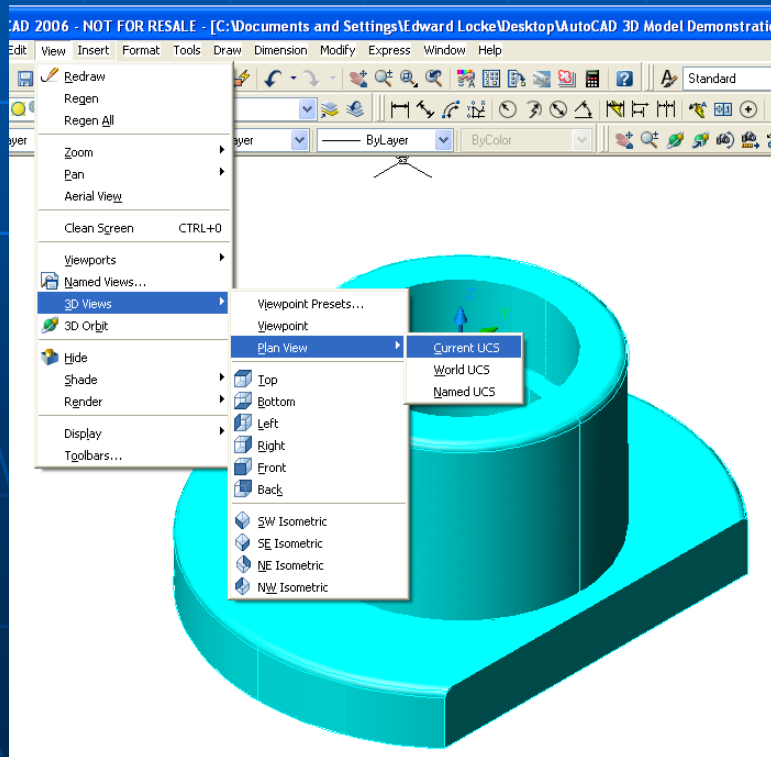 CAD 2006 - NOT FOR RESALE - [C:\Documents and Settings\Edward Locke\Desktop\AutoCAD 3D Model Demonstratio
Edit View Insert Format Tools Draw Dimension Modify Express Window Help
Standard
ayer ayer ByLayer ByColor
Redraw
Regen
Regen All
Zoom
Pan
Aerial View
Clean Screen CTRL+0
Viewports
Named Views...
3D Views
3D Orbit
Hide
Shade
Render
Display
Toolbars...
Viewpoint Presets...
Viewpoint
Plan View
Top
Bottom
Left
Right
Front
Back
SW Isometric
SE Isometric
NE Isometric
NW Isometric
Current UCS
World UCS
Named UCS
Z
Y